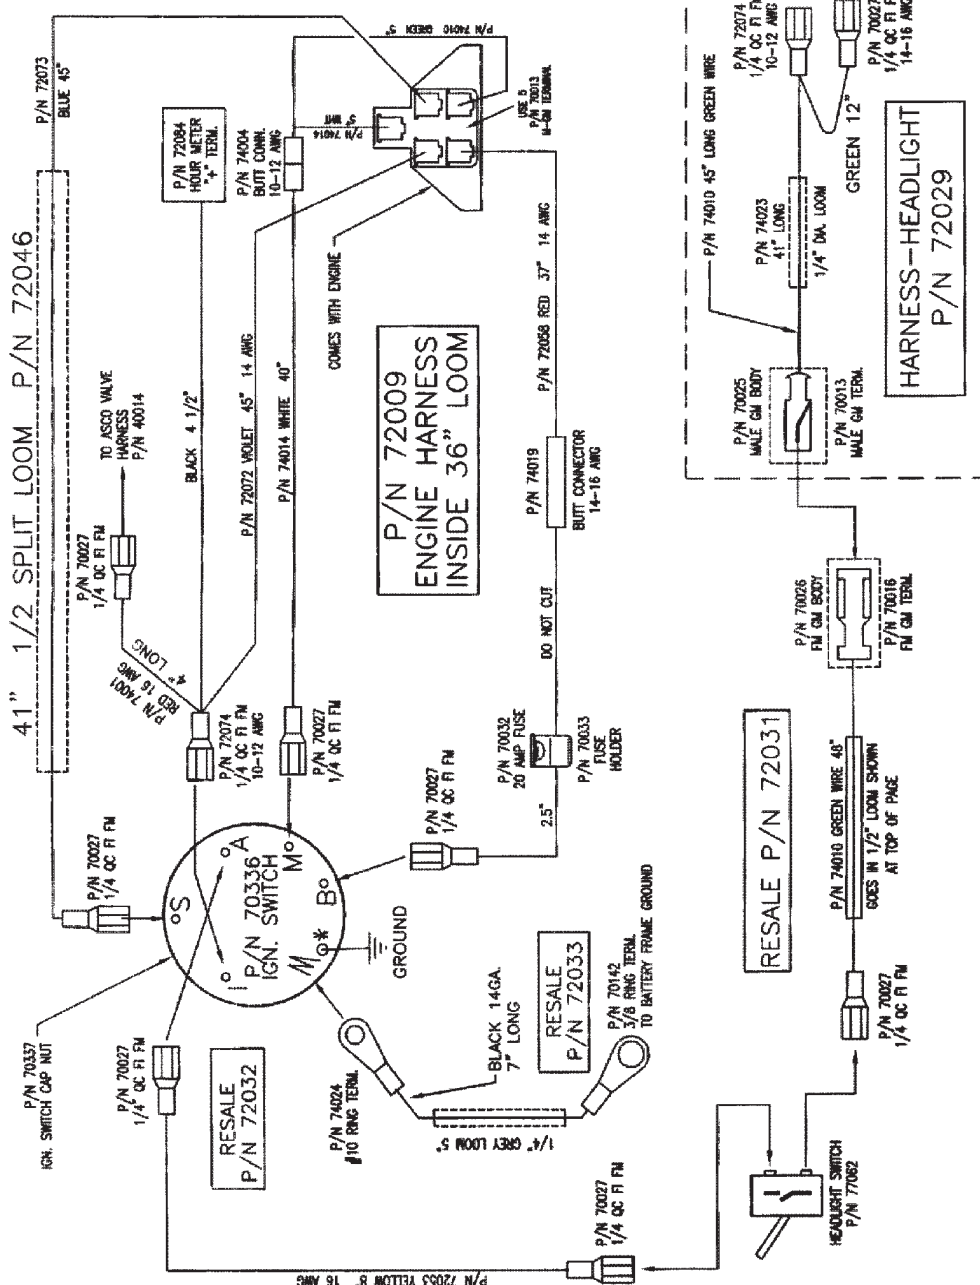 41" 1/2 SPLIT LOOM P/N 72046
P/N 72073
BLUE 45"
P/N 70027
1/4 QC FI FM
P/N 70337
IGN. SWITCH CAP NUT
P/N 70027
1/4" QC FI FM
RESALE
P/N 72032
P/N 72053 YELLOW 8" 16 AWG
S
A
I
M
B
M
*
P/N 70336
IGN. SWITCH
GROUND
P/N 74001
RED 16 AWG
4" LONG
P/N 70027
1/4 QC FI FM
TO ASCO VALVE
HARNESS
P/N 40014
P/N 72074
1/4 QC FI FM
10-12 AWG
BLACK 4 1/2"
P/N 72084
HOUR METER
"+" TERM.
P/N 72072 VIOLET 45" 14 AWG
P/N 70027
1/4 QC FI FM
P/N 74014 WHITE 40"
P/N 74004
BUTT CONN.
10-12 AWG
P/N 74014
5" WHT
P/N 74010 GREEN 5"
USE 5
P/N 70013
M-GM TERMINAL
COMES WITH ENGINE
P/N 72009
ENGINE HARNESS
INSIDE 36" LOOM
P/N 70027
1/4 QC FI FM
2.5"
P/N 70032
20 AMP FUSE
P/N 70033
FUSE
HOLDER
DO NOT CUT
P/N 74019
BUTT CONNECTOR
14-16 AWG
P/N 72058 RED 37" 14 AWG
P/N 74024
#10 RING TERM.
BLACK 14GA.
7" LONG
1/4" GREY LOOM 5"
RESALE
P/N 72033
P/N 70142
3/8 RING TERM.
TO BATTERY FRAME GROUND
P/N 70027
1/4 QC FI FM
HEADLIGHT SWITCH
P/N 77062
P/N 70027
1/4 QC FI FM
RESALE P/N 72031
P/N 74010 GREEN WIRE 48"
GOES IN 1/2" LOOM SHOWN
AT TOP OF PAGE
P/N 70026
FM GM BODY
P/N 70016
FM GM TERM.
P/N 70025
MALE GM BODY
P/N 70013
MALE GM TERM.
P/N 74010 45" LONG GREEN WIRE
P/N 74023
41" LONG
1/4" DIA. LOOM
GREEN 12"
P/N 72074
1/4 QC FI FM
10-12 AWG
P/N 70027
1/4 QC FI F
14-16 AWG
HARNESS-HEADLIGHT
P/N 72029